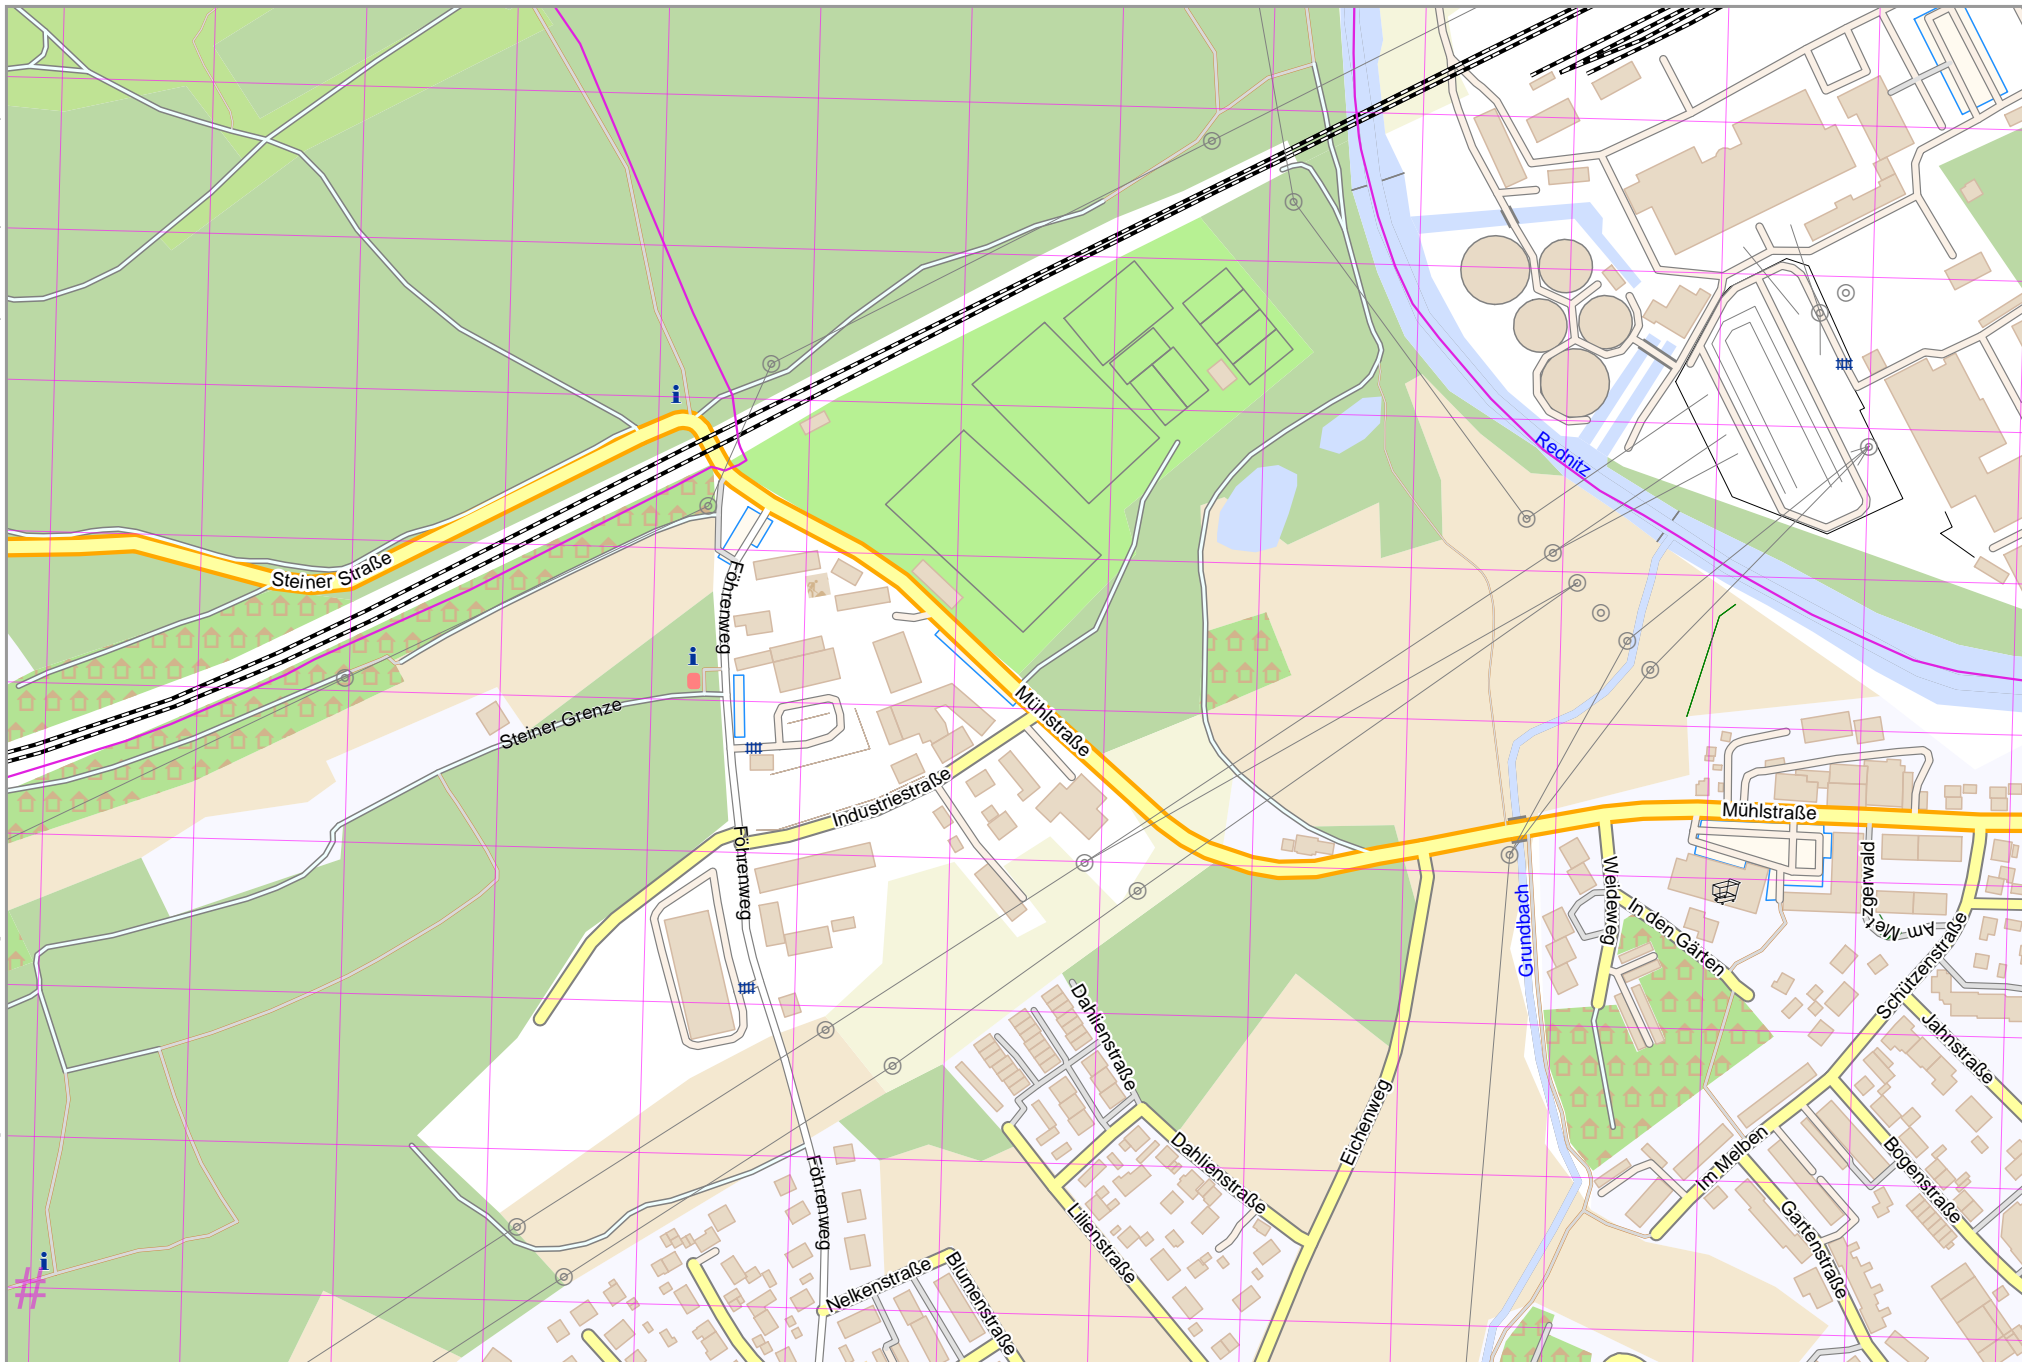 Rednitz
Steiner Straße
Föhrenweg
i
i
Steiner Grenze
Mühlstraße
Industriestraße
Mühlstraße
Föhrenweg
Weideweg
Am Metzgerwald
In den Gärten
Grundbach
Schützenstraße
Dahlienstraße
Jahnstraße
Eichenweg
Dahlienstraße
Im Melben
Bogenstraße
Föhrenweg
Lilienstraße
Gartenstraße
i
#
Nelkenstraße
Blumenstraße